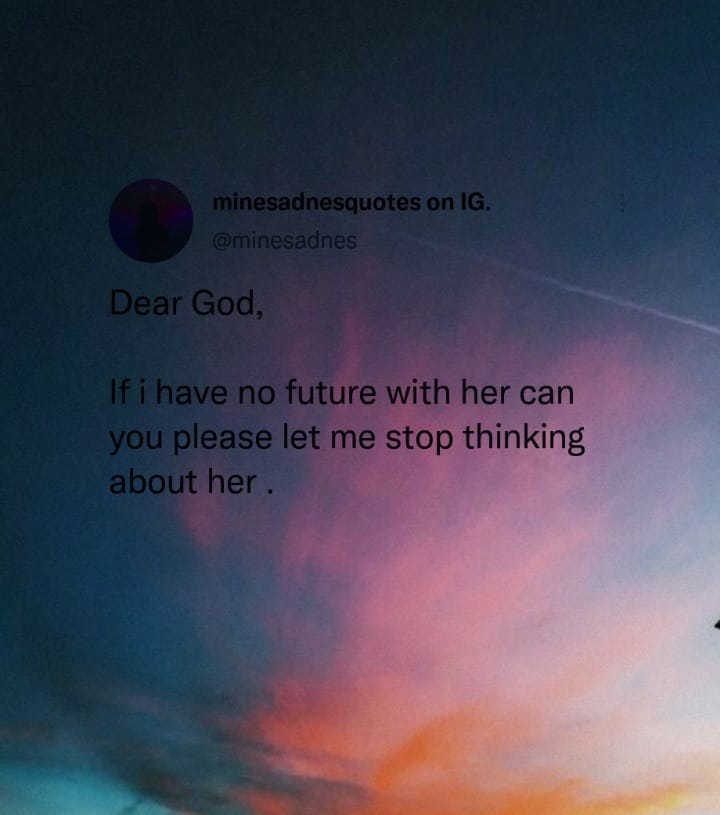 minesadnesquotes on IG.
@minesadnes
Dear God,
If i have no future with her can
you please let me stop thinking
about her .